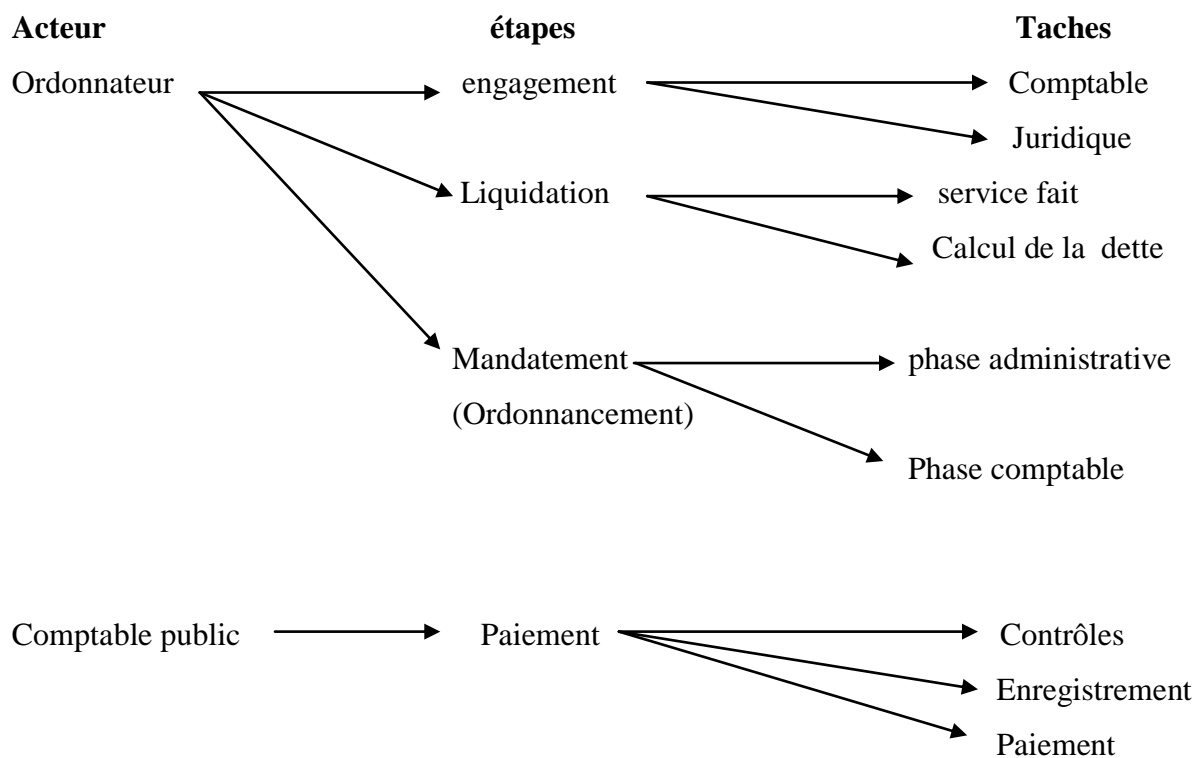 Acteur étapes Taches
Ordonnateur engagement Comptable
Juridique
Liquidation service fait
Calcul de la dette
Mandatement phase administrative
(Ordonnancement)
Phase comptable
Comptable public Paiement Contrôles
Enregistrement
Paiement